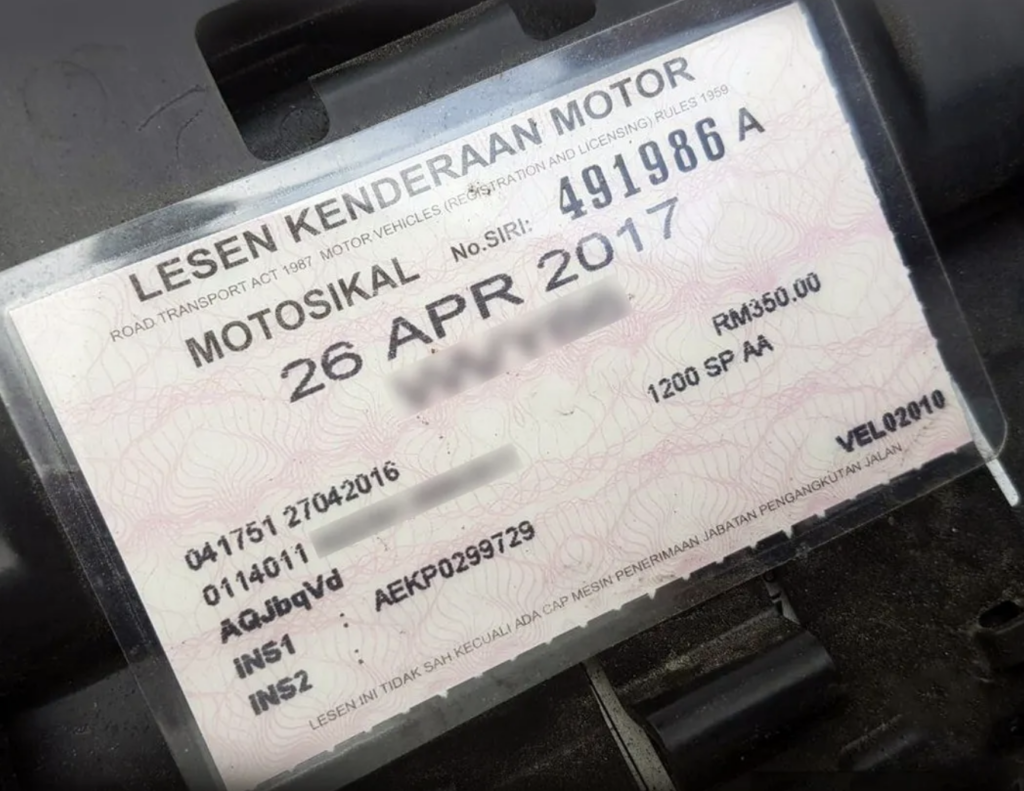 LESEN KENDERAAN MOTOR
ROAD TRANSPORT ACT 1987 MOTOR VEHICLES (REGISTRATION AND LICENSING) RULES 1959
MOTOSIKAL No.SIRI: 491986 A
26 APR 2017
RM350.00
1200 SP AA
041751 27042016
0114011
VEL02010
AQJbqVd
INS1 : AEKP0299729
INS2 :
LESEN INI TIDAK SAH KECUALI ADA CAP MESIN PENERIMAAN JABATAN PENGANGKUTAN JALAN